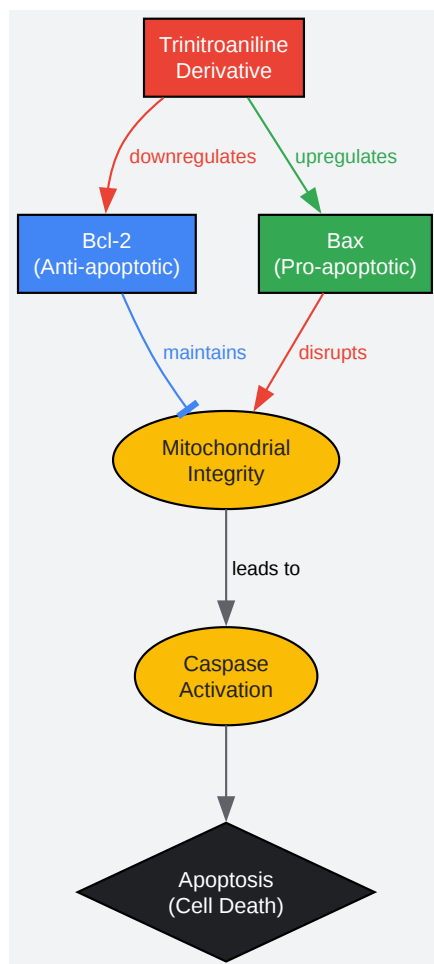 Trinitroaniline
Derivative
downregulates
upregulates
Bcl-2
(Anti-apoptotic)
Bax
(Pro-apoptotic)
maintains
disrupts
Mitochondrial
Integrity
leads to
Caspase
Activation
Apoptosis
(Cell Death)